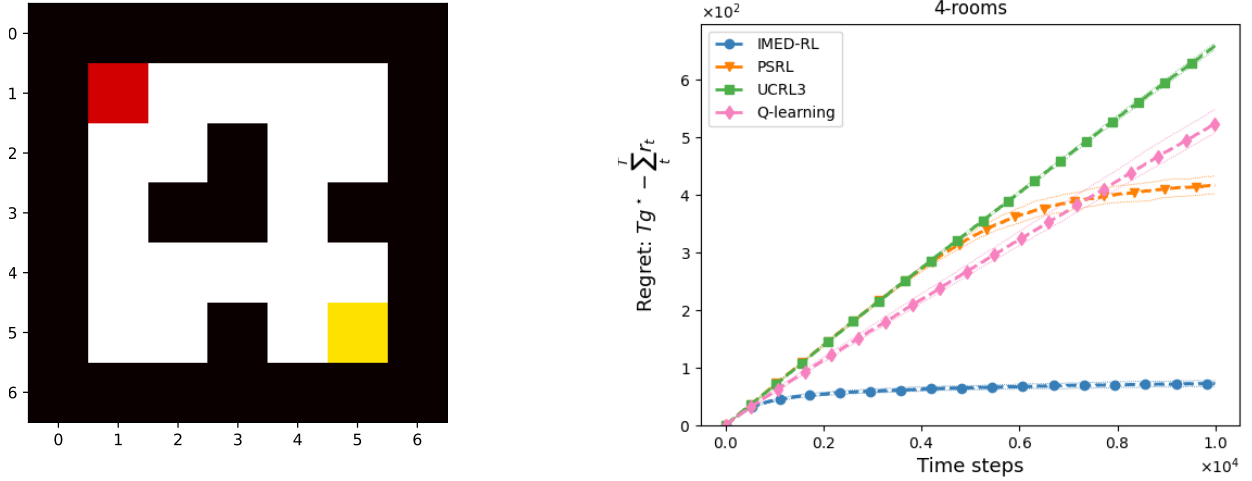 0
1
2
3
4
5
6
0 1 2 3 4 5 6
4-rooms
×10²
IMED-RL
PSRL
UCRL3
Q-learning
Regret: Tg* − ∑ₜᵀ rₜ
6
5
4
3
2
1
0
0.0 0.2 0.4 0.6 0.8 1.0
Time steps
×10⁴